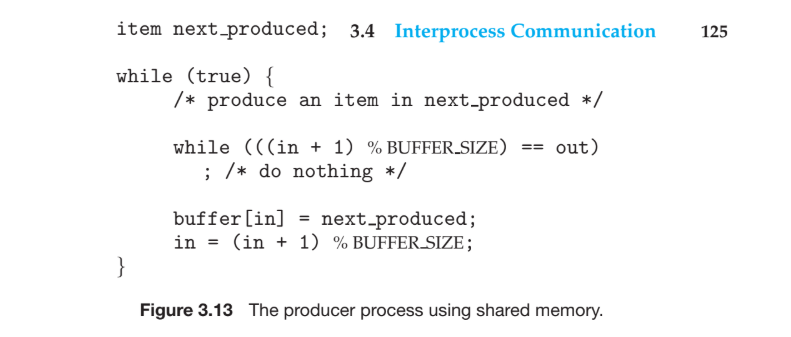 item next_produced; 3.4 Interprocess Communication 125
while (true) {
/* produce an item in next_produced */
while (((in + 1) % BUFFER_SIZE) == out)
; /* do nothing */
buffer[in] = next_produced;
in = (in + 1) % BUFFER_SIZE;
}
Figure 3.13 The producer process using shared memory.